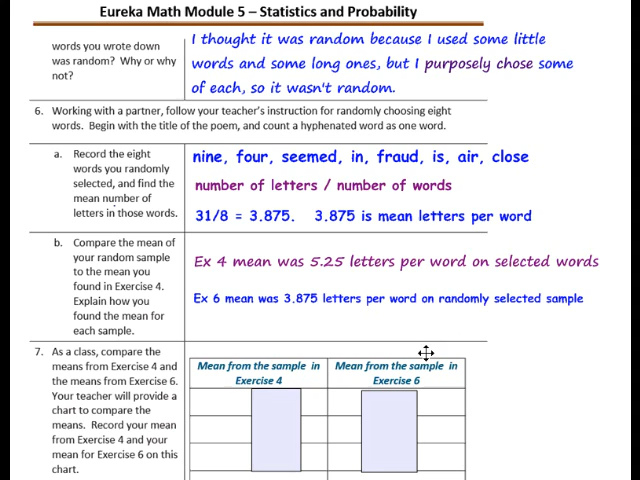 Eureka Math Module 5 – Statistics and Probability
words you wrote down
was random? Why or why
not?
I thought it was random because I used some little
words and some long ones, but I purposely chose some
of each, so it wasn't random.
6. Working with a partner, follow your teacher's instruction for randomly choosing eight
words. Begin with the title of the poem, and count a hyphenated word as one word.
a. Record the eight
words you randomly
selected, and find the
mean number of
letters in those words.
nine, four, seemed, in, fraud, is, air, close
number of letters / number of words
31/8 = 3.875. 3.875 is mean letters per word
b. Compare the mean of
your random sample
to the mean you
found in Exercise 4.
Explain how you
found the mean for
each sample.
Ex 4 mean was 5.25 letters per word on selected words
Ex 6 mean was 3.875 letters per word on randomly selected sample
7. As a class, compare the
means from Exercise 4 and
the means from Exercise 6.
Your teacher will provide a
chart to compare the
means. Record your mean
from Exercise 4 and your
mean for Exercise 6 on this
chart.
Mean from the sample in
Exercise 4
Mean from the sample in
Exercise 6